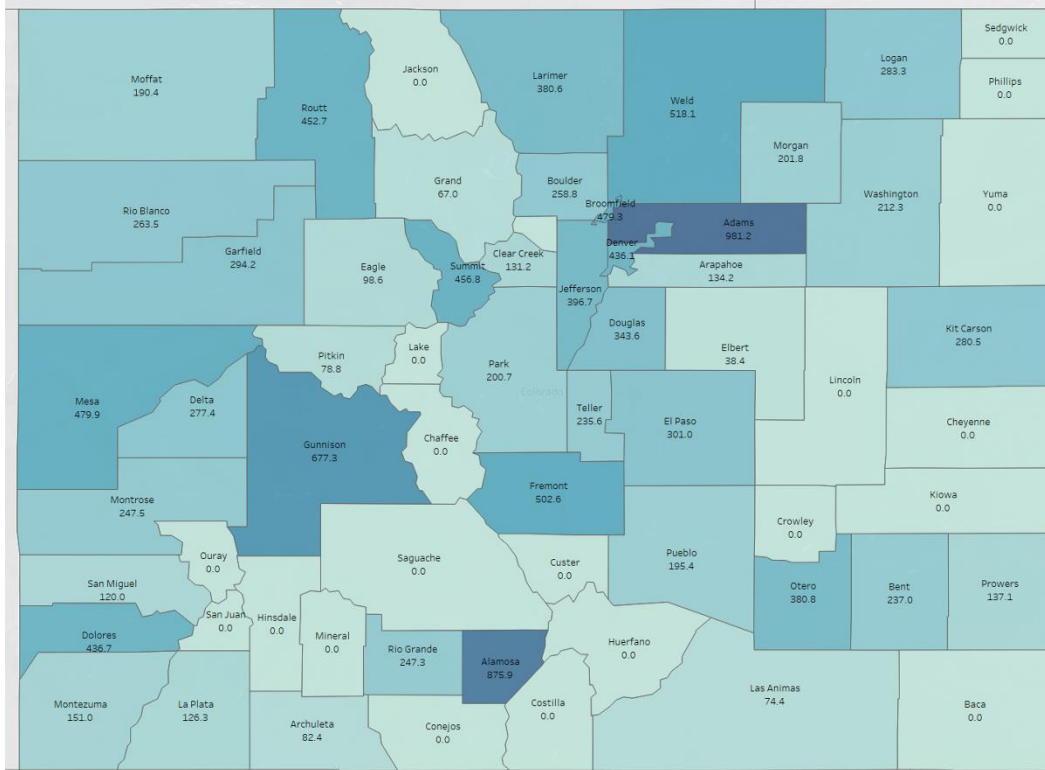 Sedgwick
0.0
Jackson
0.0
Logan
283.3
Moffat
190.4
Larimer
380.6
Phillips
0.0
Routt
452.7
Weld
518.1
Morgan
201.8
Grand
67.0
Boulder
258.8
Washington
212.3
Yuma
0.0
Rio Blanco
263.5
Broomfield
479.3
Adams
981.2
Garfield
294.2
Denver
436.1
Clear Creek
131.2
Eagle
98.6
Summit
456.8
Arapahoe
134.2
Jefferson
396.7
Douglas
343.6
Kit Carson
280.5
Lake
0.0
Elbert
38.4
Pitkin
78.8
Park
200.7
Lincoln
0.0
Colorado
Mesa
479.9
Delta
277.4
Teller
235.6
El Paso
301.0
Cheyenne
0.0
Gunnison
677.3
Chaffee
0.0
Fremont
502.6
Montrose
247.5
Kiowa
0.0
Crowley
0.0
Ouray
0.0
Saguache
0.0
Custer
0.0
Pueblo
195.4
San Miguel
120.0
Otero
380.8
Bent
237.0
Prowers
137.1
San Juan
0.0
Hinsdale
0.0
Dolores
436.7
Mineral
0.0
Rio Grande
247.3
Alamosa
875.9
Huerfano
0.0
Montezuma
151.0
La Plata
126.3
Costilla
0.0
Las Animas
74.4
Baca
0.0
Archuleta
82.4
Conejos
0.0